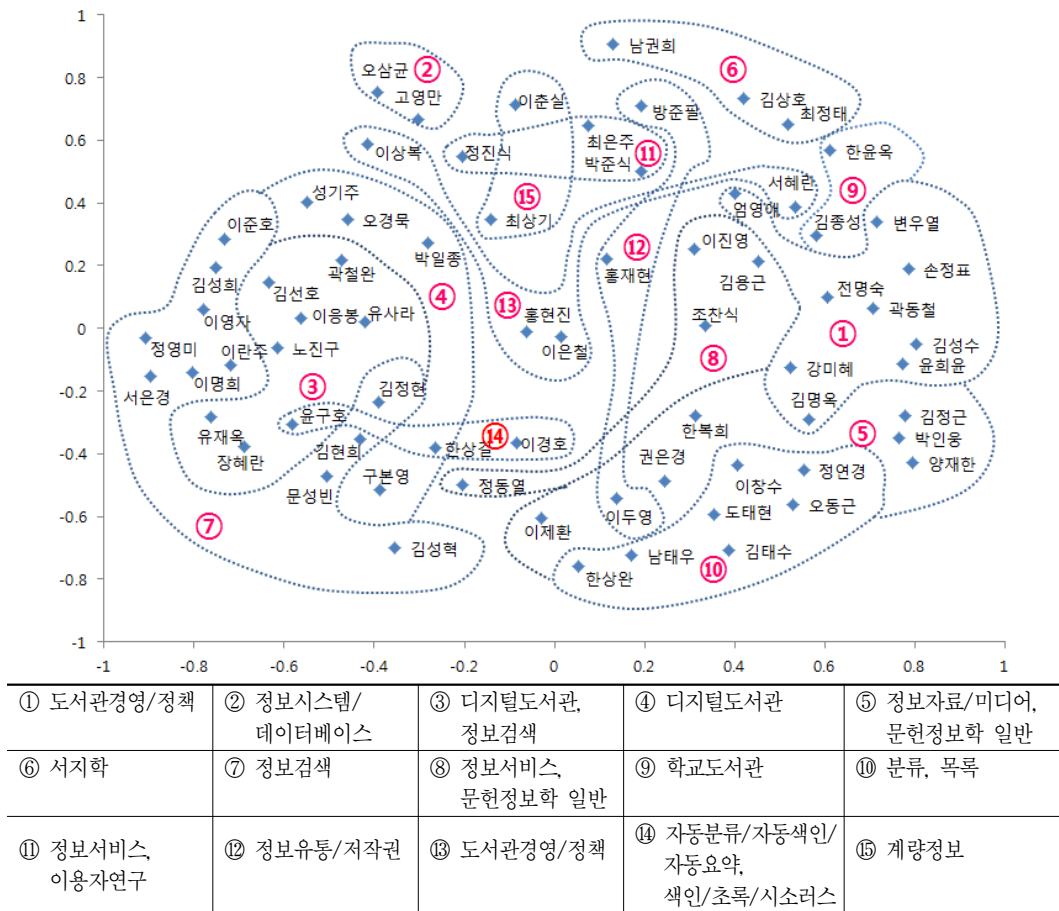 1
0.8
0.6
0.4
0.2
0
-0.2
-0.4
-0.6
-0.8
-1
-1
-0.8
-0.6
-0.4
-0.2
0
0.2
0.4
0.6
0.8
1
남권희
오삼균
②
⑥
고영만
이춘실
방준필
김상호
최정태
이상복
정진식
최은주
박준식
⑪
한윤옥
⑮
서혜란
⑨
성기주
이준호
오경묵
최상기
엄영애
김종성
변우열
박일종
⑫
이진영
김성희
곽철완
홍재현
김용근
손정표
김선호
④
⑬
전명숙
이영자
이응봉
유사라
홍현진
조찬식
곽동철
정영미
이란주
노진구
이은철
⑧
①
김성수
서은경
이명희
③
김정현
강미혜
윤희윤
김명옥
유재옥
윤구호
⑭
한복희
⑤
김정근
장혜란
김현희
한상길
이경호
박인웅
문성빈
구본영
정동열
권은경
이창수
정연경
양재한
⑦
이제환
이두영
도태현
오동근
김성혁
한상완
남태우
⑩
김태수
① 도서관경영/정책
② 정보시스템/
데이터베이스
③ 디지털도서관,
정보검색
④ 디지털도서관
⑤ 정보자료/미디어,
문헌정보학 일반
⑥ 서지학
⑦ 정보검색
⑧ 정보서비스,
문헌정보학 일반
⑨ 학교도서관
⑩ 분류, 목록
⑪ 정보서비스,
이용자연구
⑫ 정보유통/저작권
⑬ 도서관경영/정책
⑭ 자동분류/자동색인/
자동요약,
색인/초록/시소러스
⑮ 계량정보